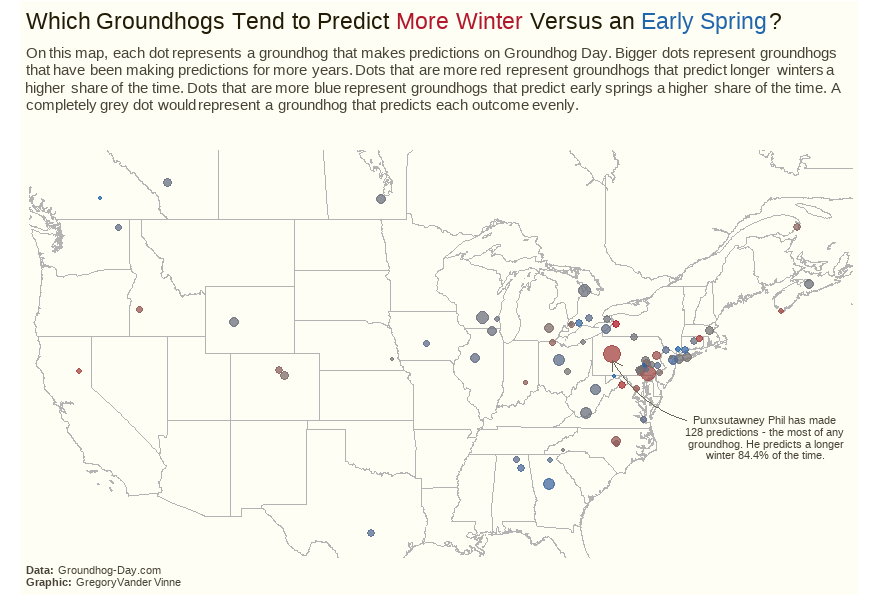 Which Groundhogs Tend to Predict More Winter Versus an Early Spring?
On this map, each dot represents a groundhog that makes predictions on Groundhog Day. Bigger dots represent groundhogs
that have been making predictions for more years. Dots that are more red represent groundhogs that predict longer winters a
higher share of the time. Dots that are more blue represent groundhogs that predict early springs a higher share of the time. A
completely grey dot would represent a groundhog that predicts each outcome evenly.
Punxsutawney Phil has made
128 predictions - the most of any
groundhog. He predicts a longer
winter 84.4% of the time.
Data: Groundhog-Day.com
Graphic: Gregory Vander Vinne